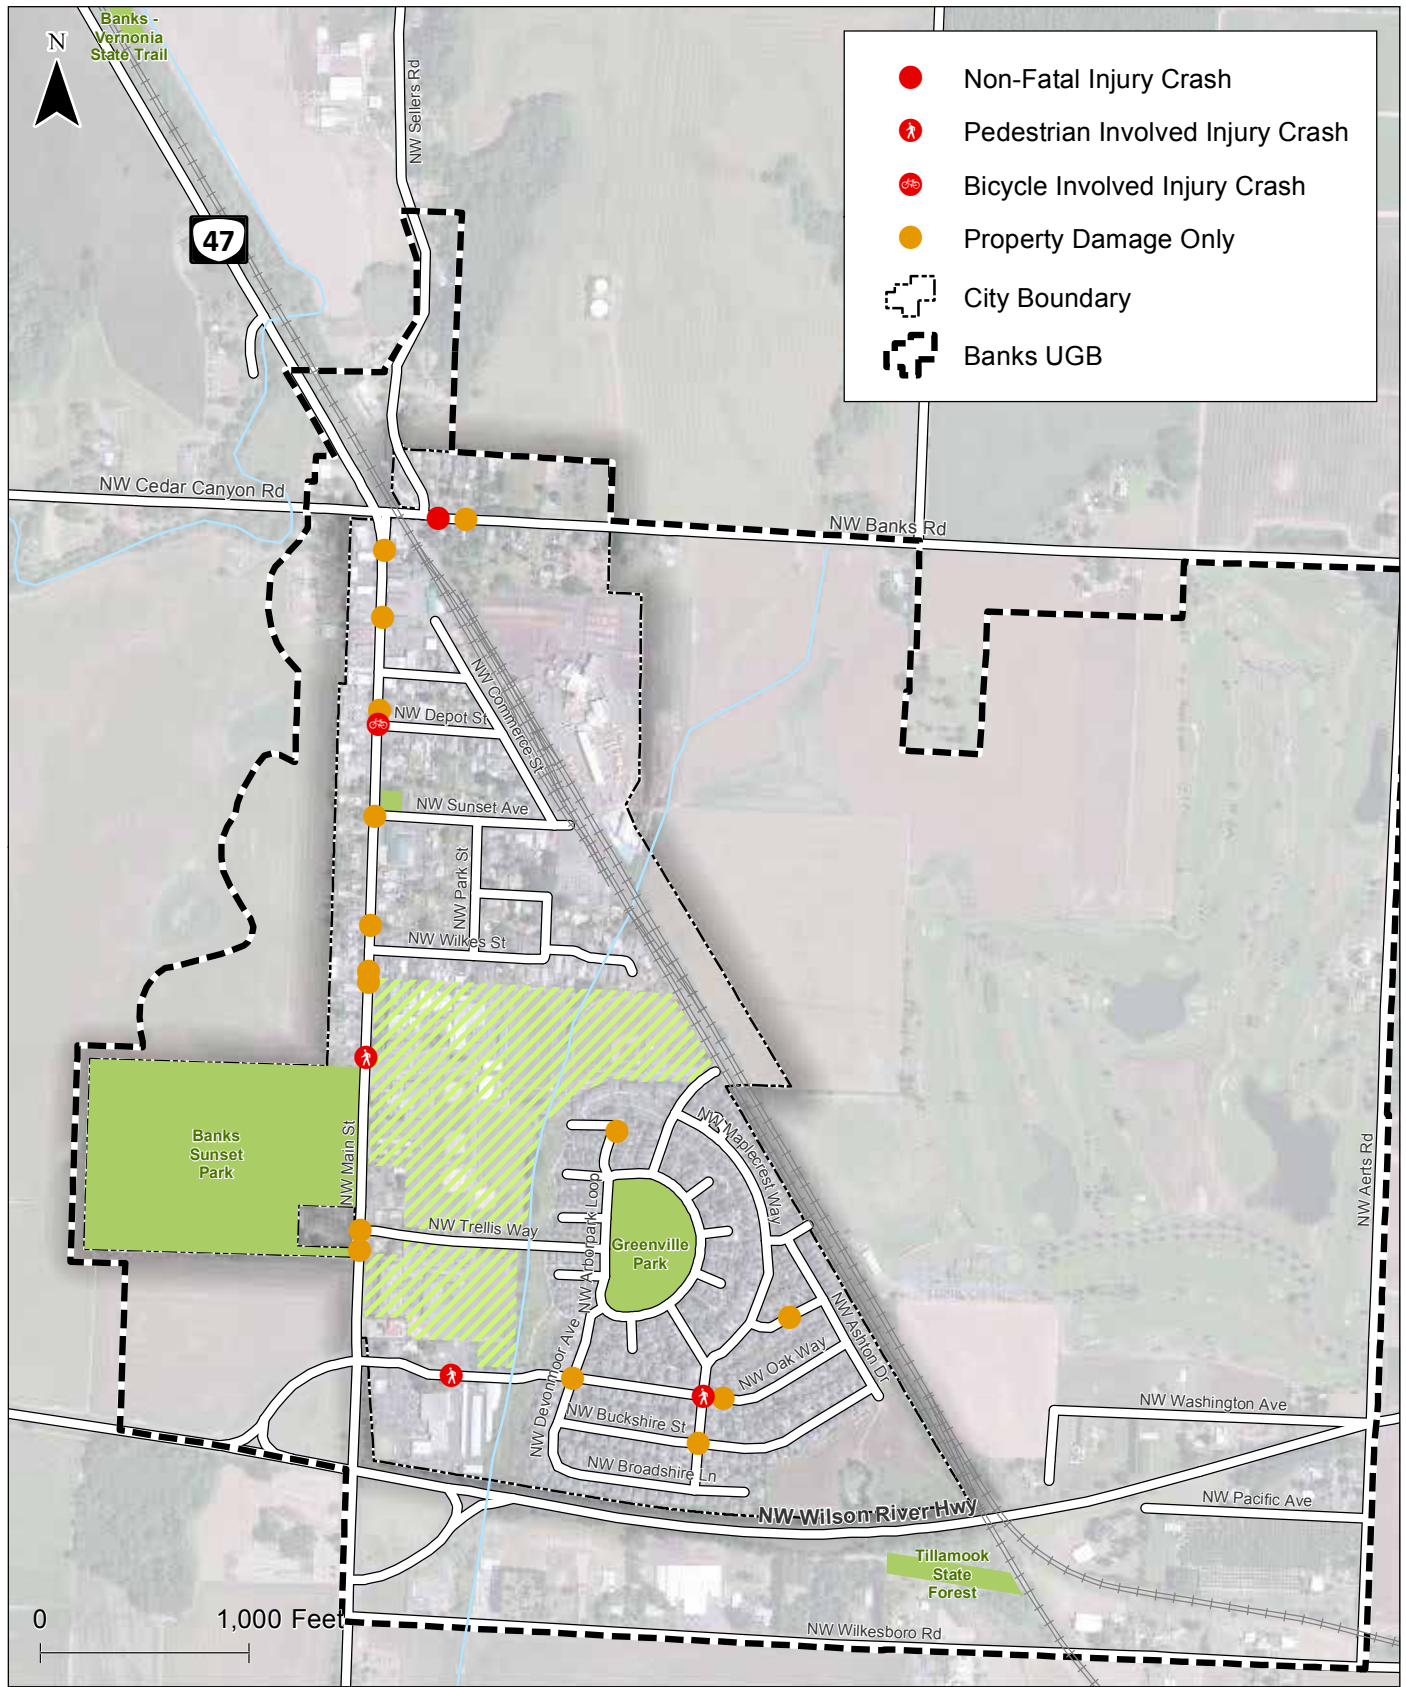 Banks -
Vernonia
State Trail
N
NW Sellers Rd
Non-Fatal Injury Crash
Pedestrian Involved Injury Crash
Bicycle Involved Injury Crash
Property Damage Only
City Boundary
Banks UGB
47
NW Cedar Canyon Rd
NW Banks Rd
NW Commerce St
NW Depot St
NW Sunset Ave
NW Park St
NW Wilkes St
Banks
Sunset
Park
NW Main St
NW Maplecrest Way
NW Aerts Rd
NW Arborpark Loop
NW Trellis Way
Greenville
Park
NW Ashton Dr
NW Devonmoor Ave
NW Oak Way
NW Buckshire St
NW Washington Ave
NW Broadshire Ln
NW Wilson River Hwy
NW Pacific Ave
Tillamook
State
Forest
0
1,000 Feet
NW Wilkesboro Rd